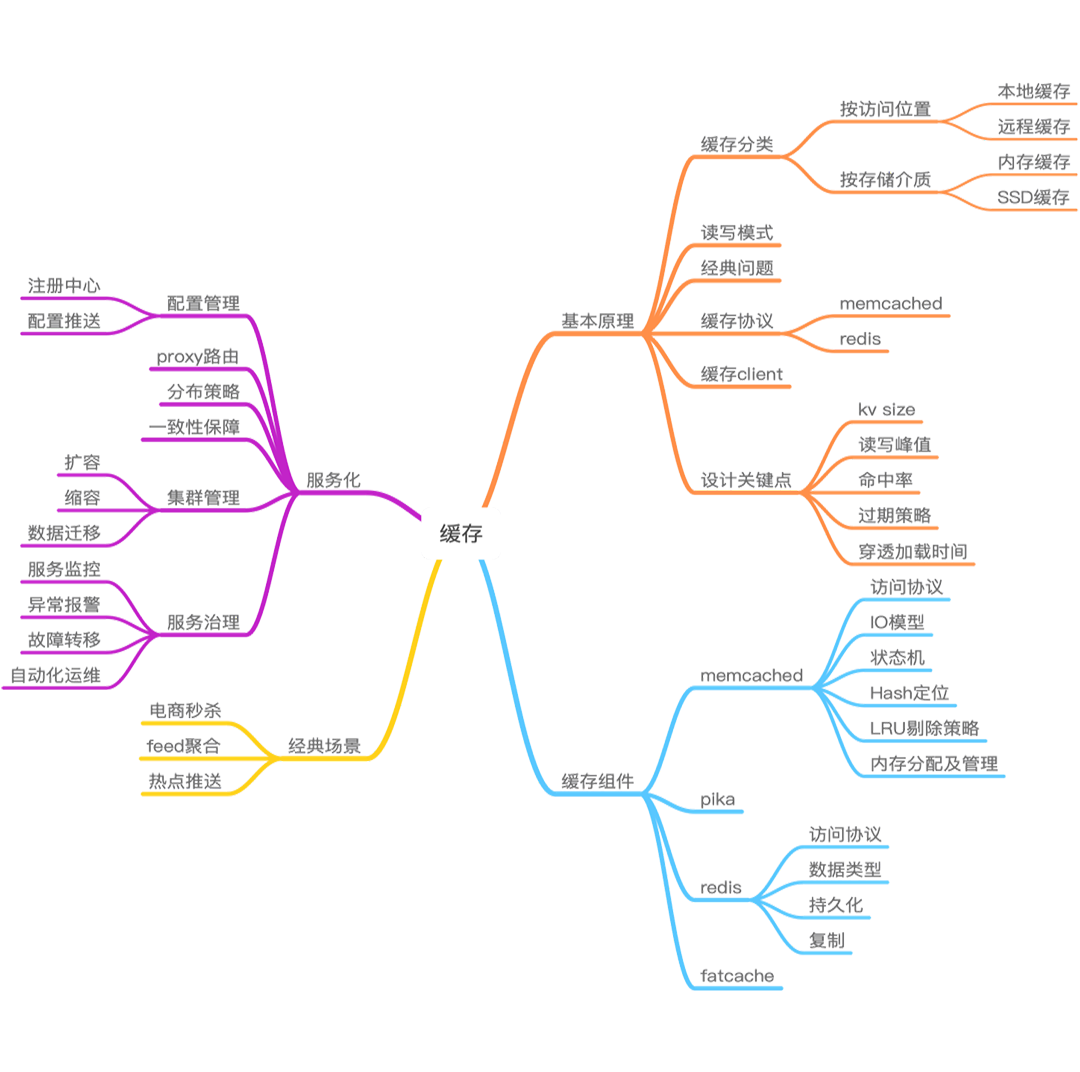 缓存
基本原理
缓存分类
按访问位置
本地缓存
远程缓存
按存储介质
内存缓存
SSD缓存
读写模式
经典问题
缓存协议
memcached
redis
缓存client
设计关键点
kv size
读写峰值
命中率
过期策略
穿透加载时间
缓存组件
memcached
访问协议
IO模型
状态机
Hash定位
LRU剔除策略
内存分配及管理
pika
redis
访问协议
数据类型
持久化
复制
fatcache
服务化
配置管理
注册中心
配置推送
proxy路由
分布策略
一致性保障
集群管理
扩容
缩容
数据迁移
服务治理
服务监控
异常报警
故障转移
自动化运维
经典场景
电商秒杀
feed聚合
热点推送